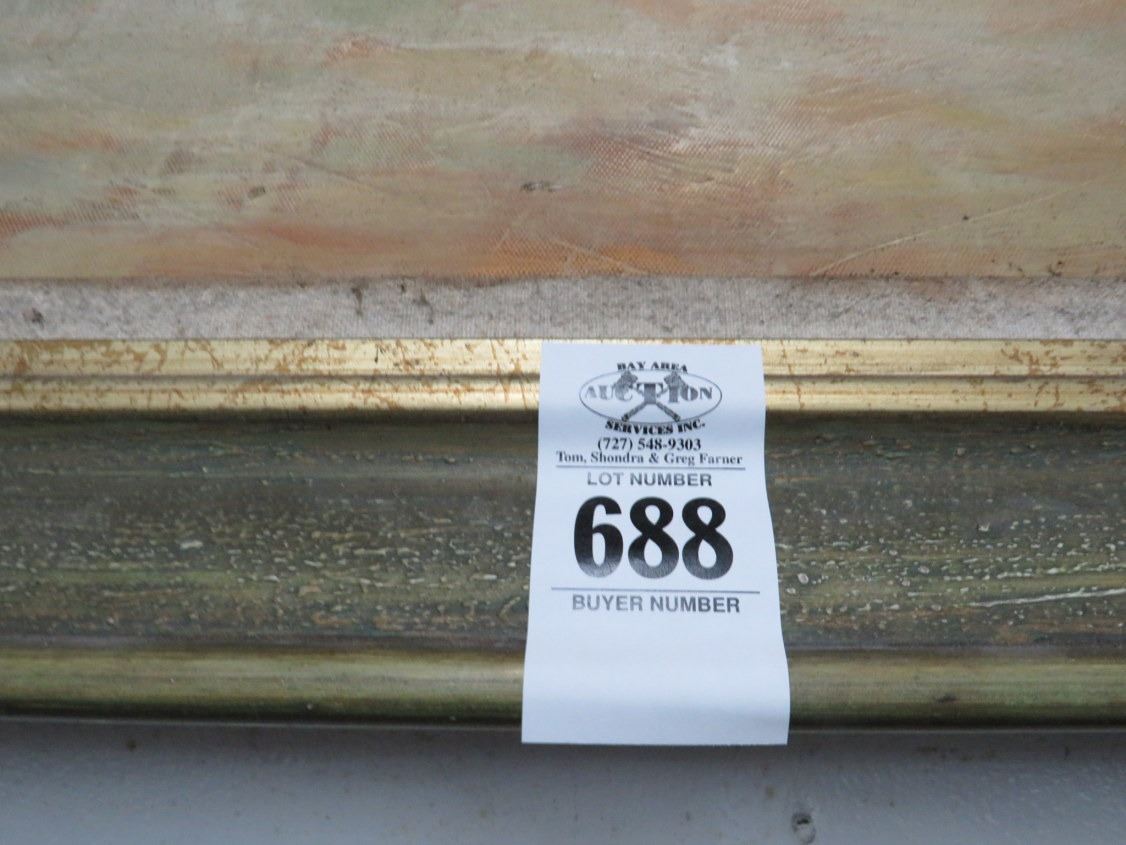 BAY AREA
AUCTION
SERVICES INC.
(727) 548-9303
Tom, Shondra & Greg Farner
LOT NUMBER
688
BUYER NUMBER